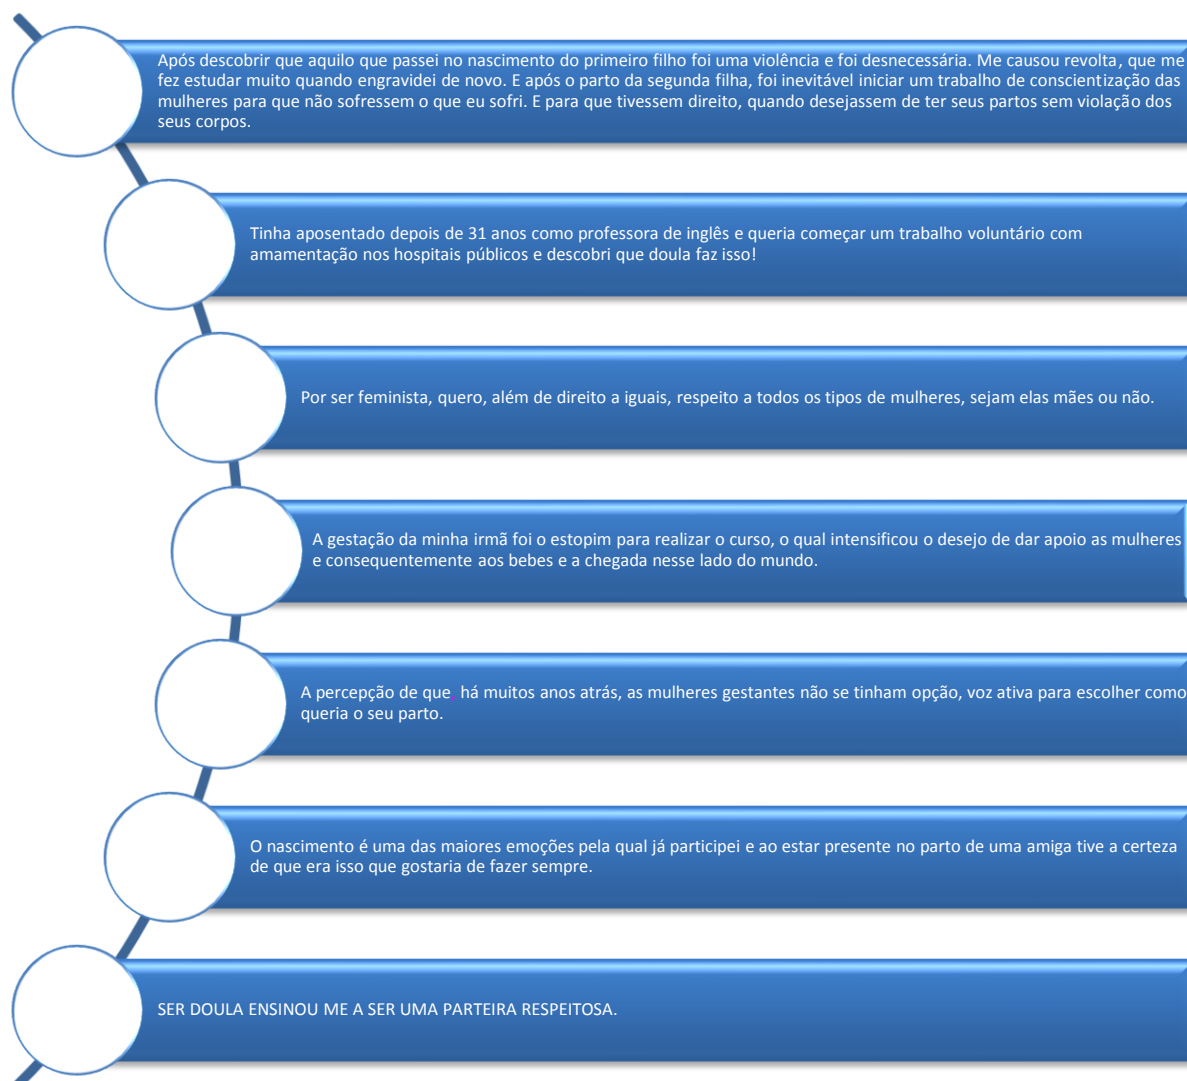 Após descobrir que aquilo que passei no nascimento do primeiro filho foi uma violência e foi desnecessária. Me causou revolta, que me
fez estudar muito quando engravidei de novo. E após o parto da segunda filha, foi inevitável iniciar um trabalho de conscientização das
mulheres para que não sofressem o que eu sofri. E para que tivessem direito, quando desejassem de ter seus partos sem violação dos
seus corpos.
Tinha aposentado depois de 31 anos como professora de inglês e queria começar um trabalho voluntário com
amamentação nos hospitais públicos e descobri que doula faz isso!
Por ser feminista, quero, além de direito a iguais, respeito a todos os tipos de mulheres, sejam elas mães ou não.
A gestação da minha irmã foi o estopim para realizar o curso, o qual intensificou o desejo de dar apoio as mulheres
e consequentemente aos bebes e a chegada nesse lado do mundo.
A percepção de que, há muitos anos atrás, as mulheres gestantes não se tinham opção, voz ativa para escolher como
queria o seu parto.
O nascimento é uma das maiores emoções pela qual já participei e ao estar presente no parto de uma amiga tive a certeza
de que era isso que gostaria de fazer sempre.
SER DOULA ENSINOU ME A SER UMA PARTEIRA RESPEITOSA.